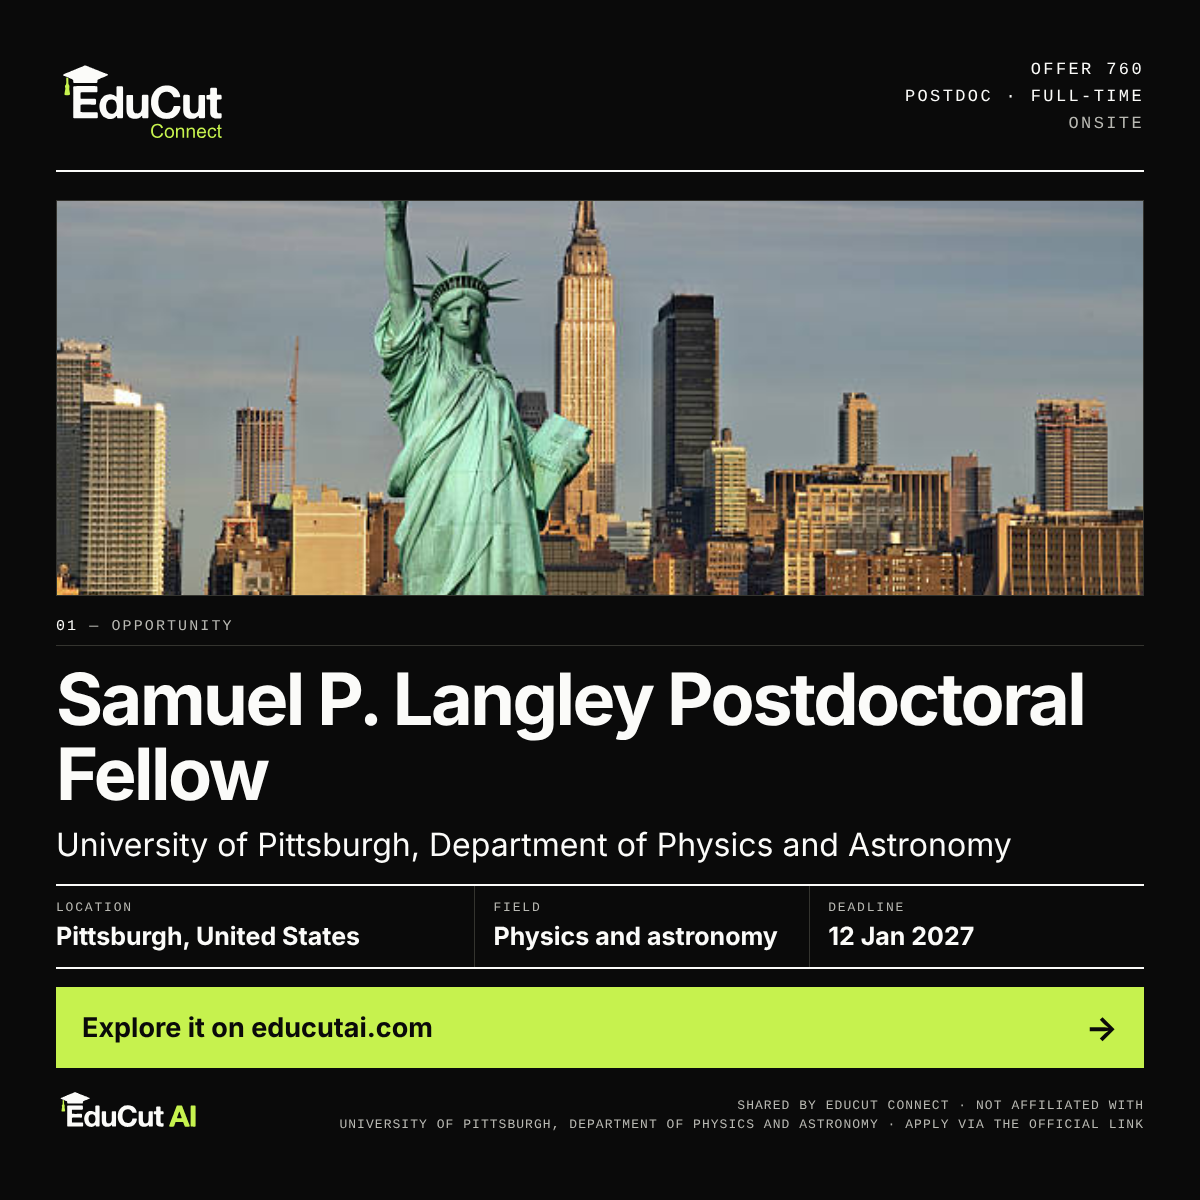 EduCut
Connect
OFFER 760
POSTDOC · FULL-TIME
ONSITE
01 — OPPORTUNITY
Samuel P. Langley Postdoctoral
Fellow
University of Pittsburgh, Department of Physics and Astronomy
LOCATION
Pittsburgh, United States
FIELD
Physics and astronomy
DEADLINE
12 Jan 2027
Explore it on educutai.com →
EduCut AI
SHARED BY EDUCUT CONNECT · NOT AFFILIATED WITH
UNIVERSITY OF PITTSBURGH, DEPARTMENT OF PHYSICS AND ASTRONOMY · APPLY VIA THE OFFICIAL LINK